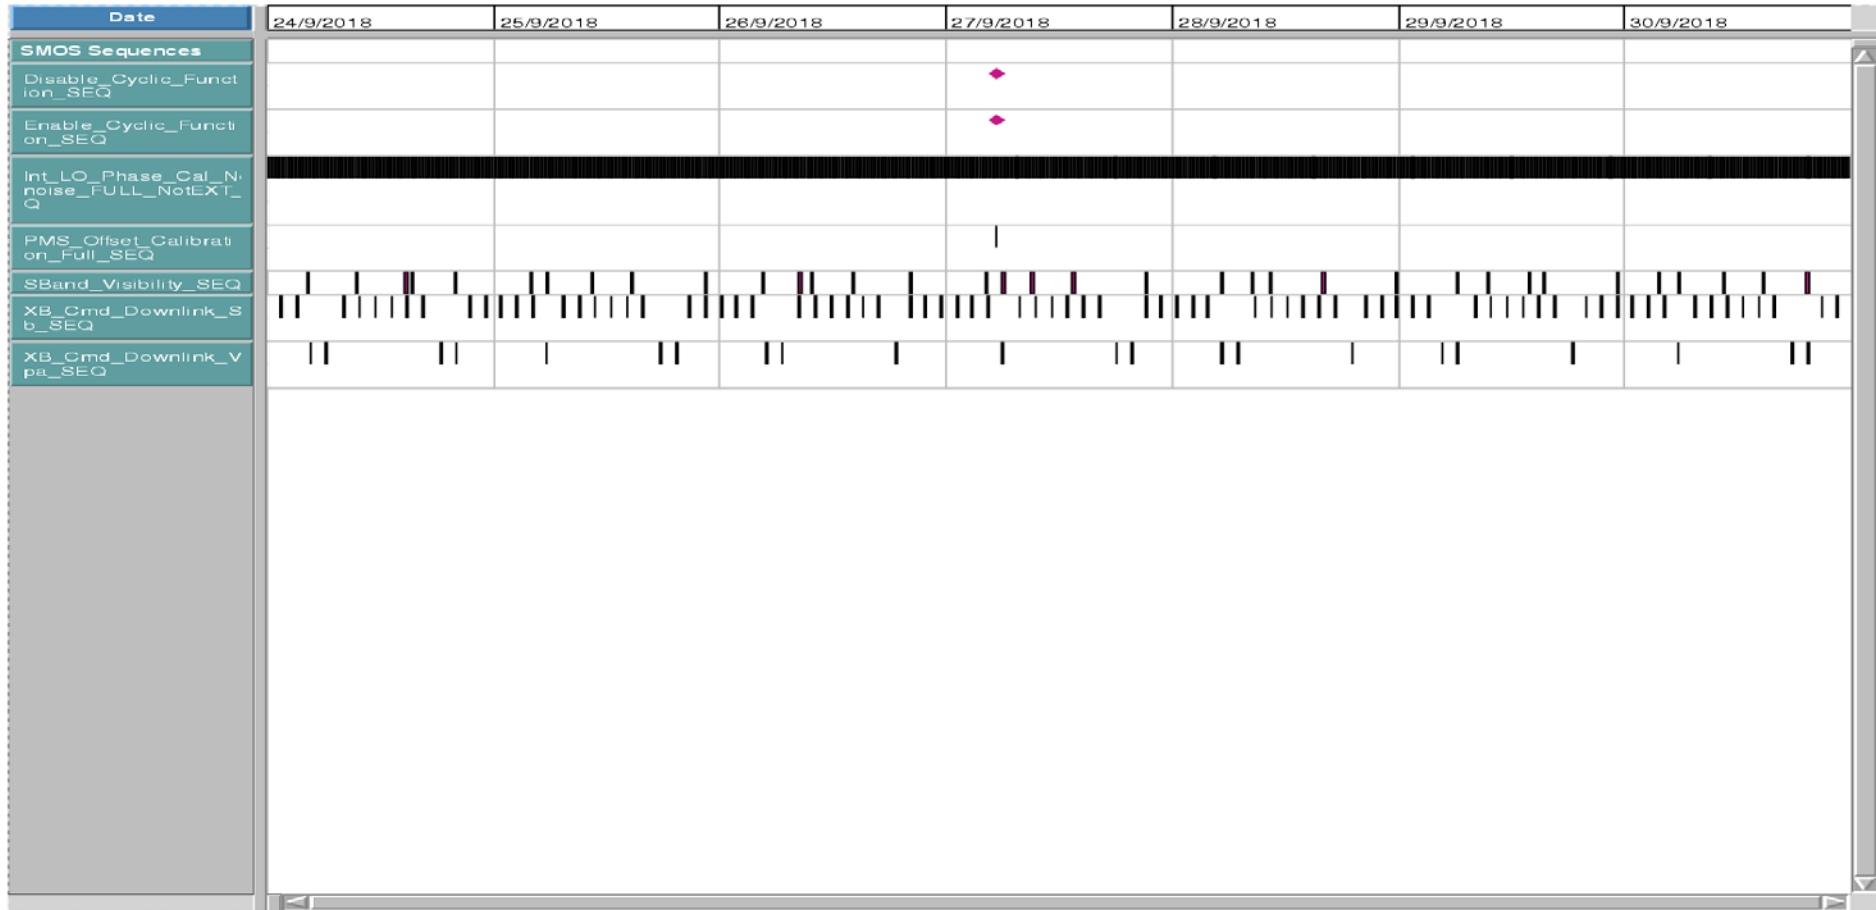 Date
24/9/2018 25/9/2018 26/9/2018 27/9/2018 28/9/2018 29/9/2018 30/9/2018
SMOS Sequences
Disable_Cyclic_Funct
ion_SEQ
Enable_Cyclic_Functi
on_SEQ
Int_LO_Phase_Cal_N
noise_FULL_NotEXT_
Q
PMS_Offset_Calibrati
on_Full_SEQ
SBand_Visibility_SEQ
XB_Cmd_Downlink_S
b_SEQ
XB_Cmd_Downlink_V
pa_SEQ